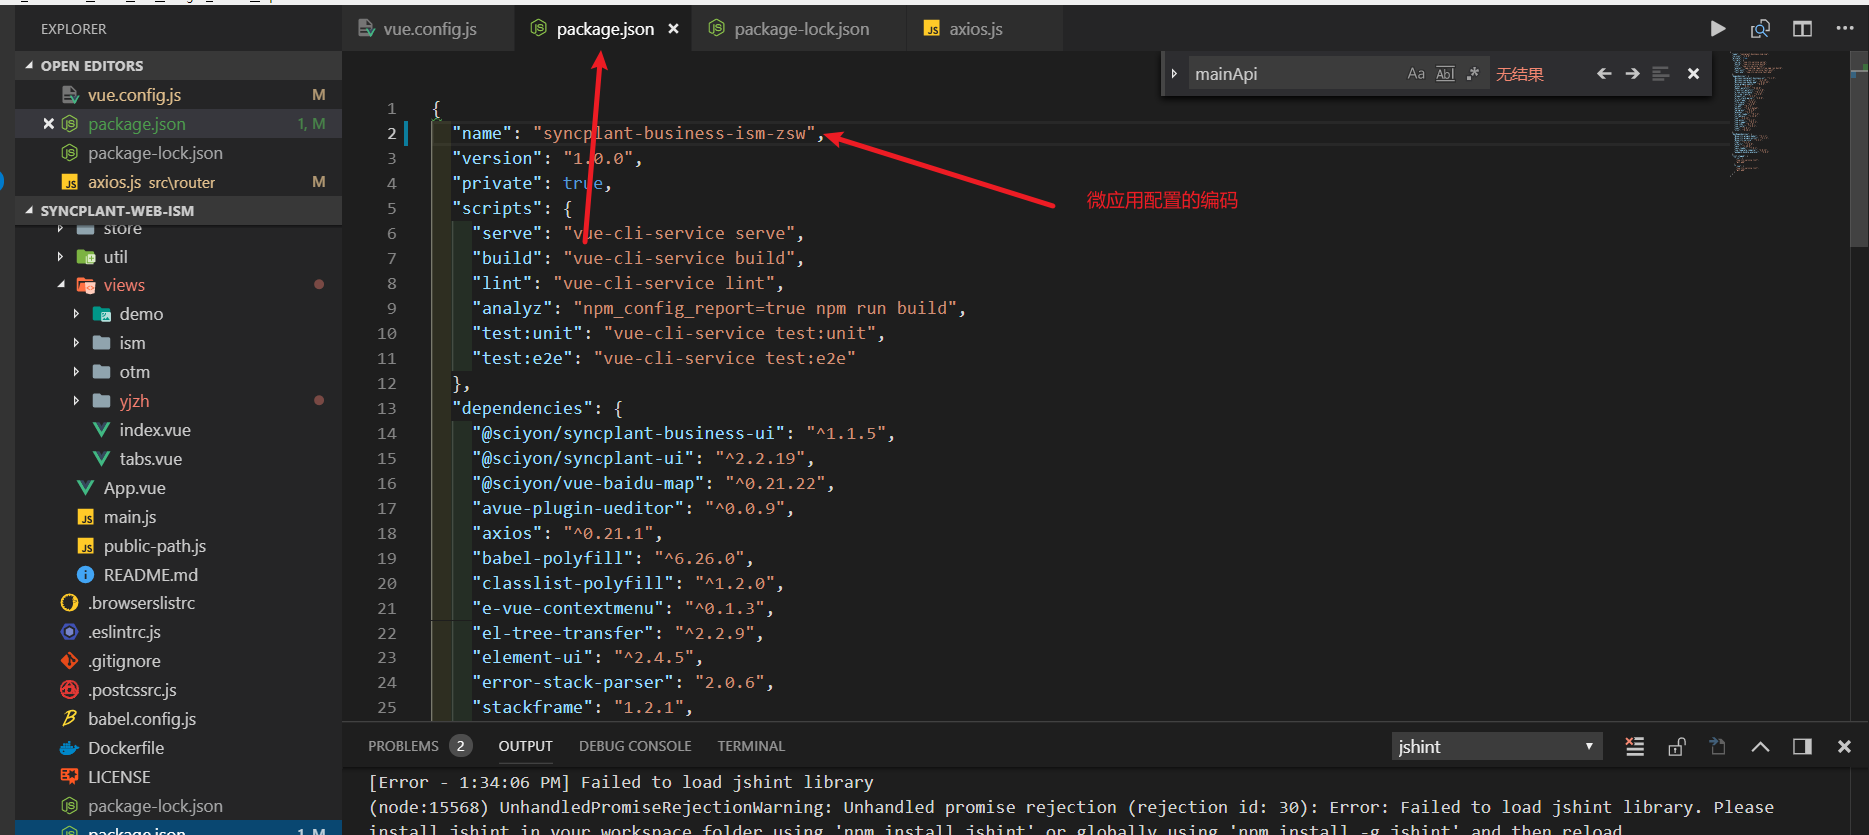 EXPLORER
OPEN EDITORS
vue.config.js M
package.json 1, M
package-lock.json
axios.js src\router M
SYNCPLANT-WEB-ISM
store
util
views
demo
ism
otm
yjzh
index.vue
tabs.vue
App.vue
main.js
public-path.js
README.md
.browserslistrc
.eslintrc.js
.gitignore
.postcssrc.js
babel.config.js
Dockerfile
LICENSE
package-lock.json
package.json 1, M
vue.config.js
package.json
package-lock.json
axios.js
mainApi
Aa Abl .*
无结果
1 {
2 "name": "syncplant-business-ism-zsw",
3 "version": "1.0.0",
4 "private": true,
5 "scripts": {
6 "serve": "vue-cli-service serve",
7 "build": "vue-cli-service build",
8 "lint": "vue-cli-service lint",
9 "analyz": "npm_config_report=true npm run build",
10 "test:unit": "vue-cli-service test:unit",
11 "test:e2e": "vue-cli-service test:e2e"
12 },
13 "dependencies": {
14 "@sciyon/syncplant-business-ui": "^1.1.5",
15 "@sciyon/syncplant-ui": "^2.2.19",
16 "@sciyon/vue-baidu-map": "^0.21.22",
17 "avue-plugin-ueditor": "^0.0.9",
18 "axios": "^0.21.1",
19 "babel-polyfill": "^6.26.0",
20 "classlist-polyfill": "^1.2.0",
21 "e-vue-contextmenu": "^0.1.3",
22 "el-tree-transfer": "^2.2.9",
23 "element-ui": "^2.4.5",
24 "error-stack-parser": "2.0.6",
25 "stackframe": "1.2.1",
微应用配置的编码
PROBLEMS 2 OUTPUT DEBUG CONSOLE TERMINAL
jshint
[Error - 1:34:06 PM] Failed to load jshint library
(node:15568) UnhandledPromiseRejectionWarning: Unhandled promise rejection (rejection id: 30): Error: Failed to load jshint library. Please
install jshint in your workspace folder using 'npm install jshint' or globally using 'npm install -g jshint' and then reload